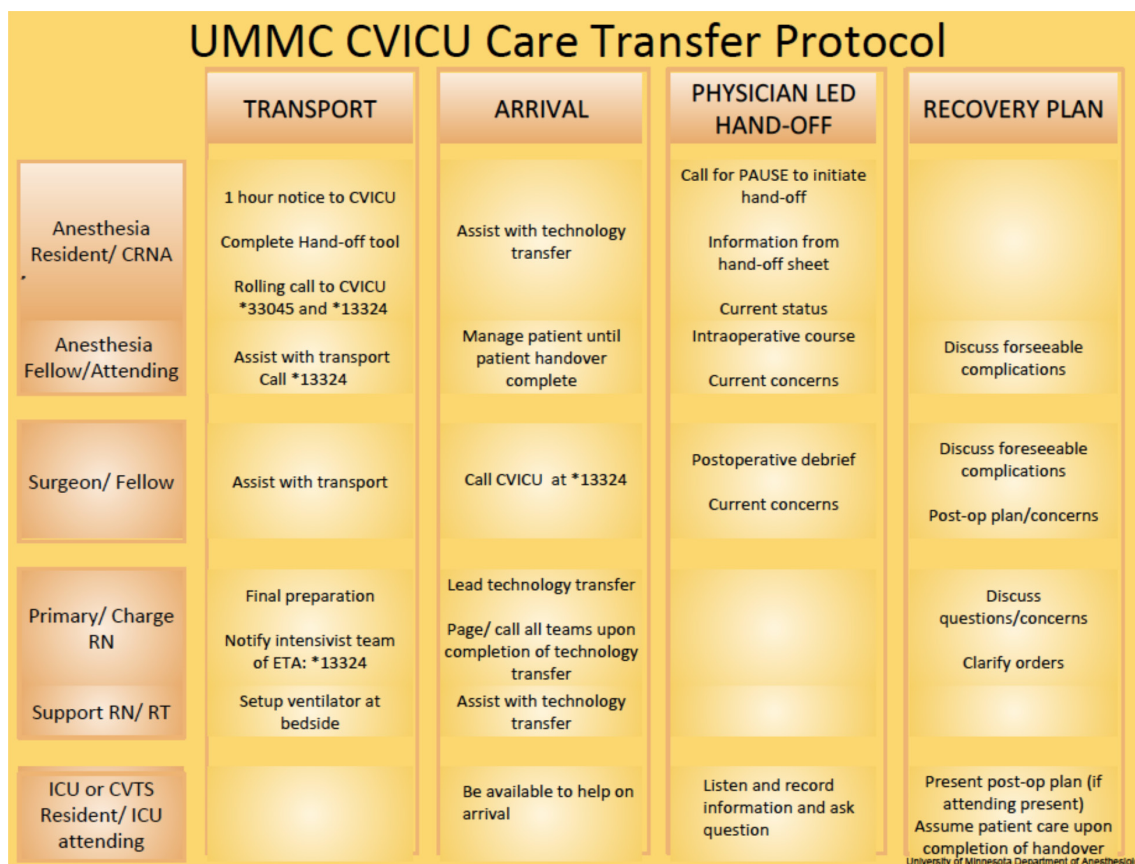 UMMC CVICU Care Transfer Protocol
TRANSPORT
ARRIVAL
PHYSICIAN LED
HAND-OFF
RECOVERY PLAN
Anesthesia
Resident/ CRNA
1 hour notice to CVICU
Complete Hand-off tool
Rolling call to CVICU
*33045 and *13324
Assist with technology
transfer
Call for PAUSE to initiate
hand-off
Information from
hand-off sheet
Current status
Anesthesia
Fellow/Attending
Assist with transport
Call *13324
Manage patient until
patient handover
complete
Intraoperative course
Current concerns
Discuss forseeable
complications
Surgeon/ Fellow
Assist with transport
Call CVICU at *13324
Postoperative debrief
Current concerns
Discuss foreseeable
complications
Post-op plan/concerns
Primary/ Charge
RN
Final preparation
Notify intensivist team
of ETA: *13324
Lead technology transfer
Page/ call all teams upon
completion of technology
transfer
Discuss
questions/concerns
Clarify orders
Support RN/ RT
Setup ventilator at
bedside
Assist with technology
transfer
ICU or CVTS
Resident/ ICU
attending
Be available to help on
arrival
Listen and record
information and ask
question
Present post-op plan (if
attending present)
Assume patient care upon
completion of handover
University of Minnesota Department of